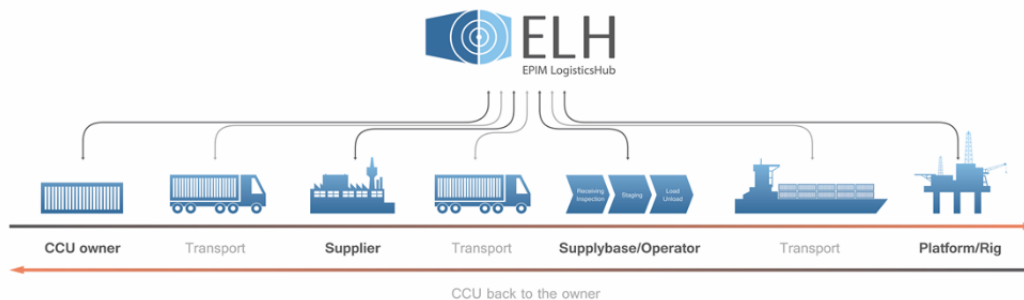 ELH
EPIM LogisticsHub
Receiving
Inspection
Staging
Load
Unload
CCU owner
Transport
Supplier
Transport
Supplybase/Operator
Transport
Platform/Rig
CCU back to the owner